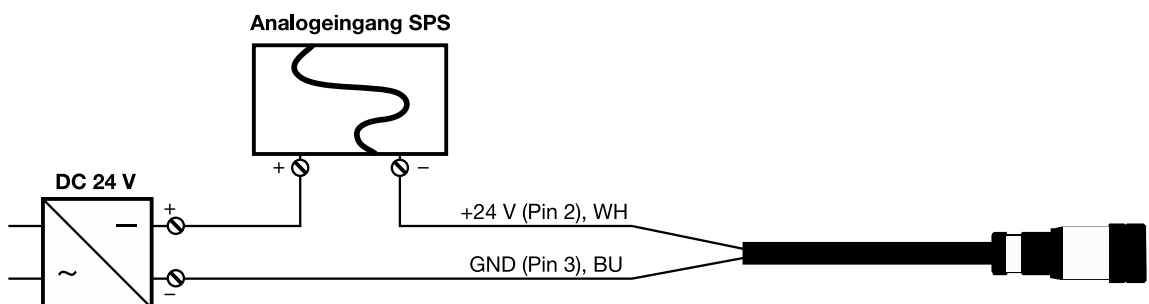 Analogeingang SPS
+ –
DC 24 V
+
–
+24 V (Pin 2), WH
GND (Pin 3), BU
~
–